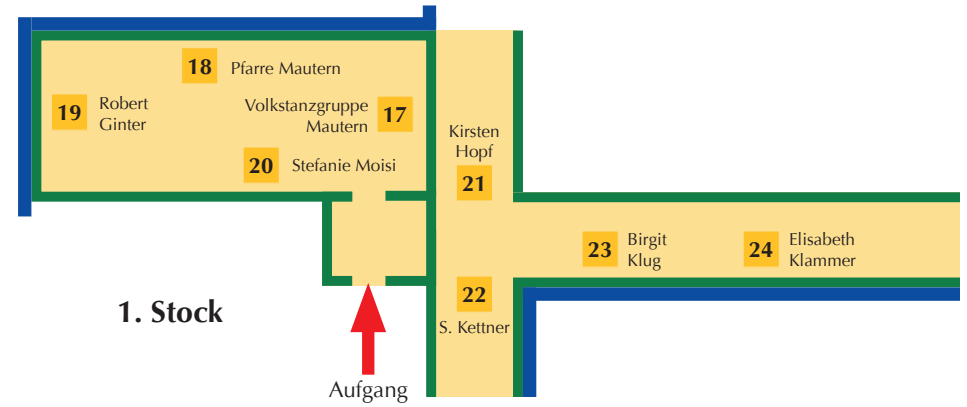 18 Pfarre Mautern
19 Robert
Ginter
Volkstanzgruppe 17
Mautern
20 Stefanie Moisi
Kirsten
Hopf
21
22
S. Kettner
23 Birgit
Klug
24 Elisabeth
Klammer
1. Stock
Aufgang